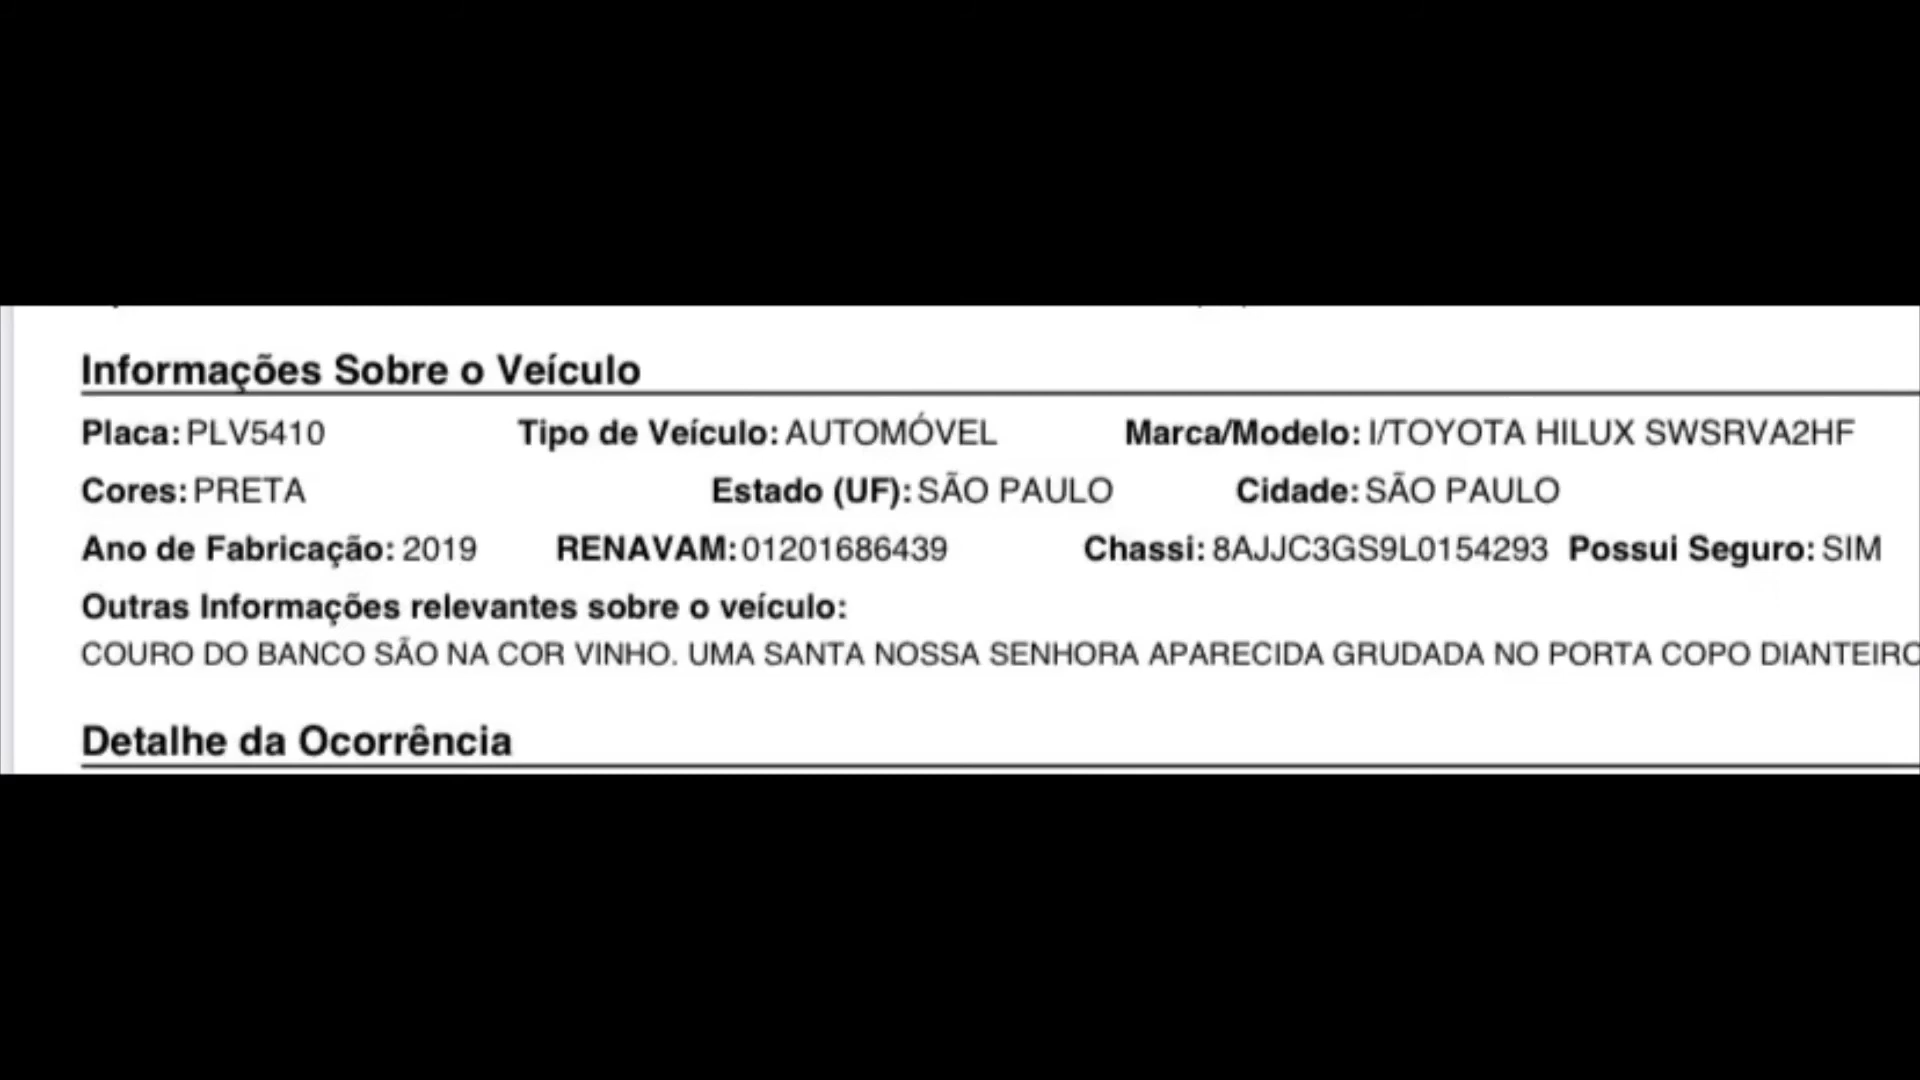 Informações Sobre o Veículo
Placa: PLV5410 Tipo de Veículo: AUTOMÓVEL Marca/Modelo: I/TOYOTA HILUX SWSRVA2HF
Cores: PRETA Estado (UF): SÃO PAULO Cidade: SÃO PAULO
Ano de Fabricação: 2019 RENAVAM: 01201686439 Chassi: 8AJJC3GS9L0154293 Possui Seguro: SIM
Outras Informações relevantes sobre o veículo:
COURO DO BANCO SÃO NA COR VINHO. UMA SANTA NOSSA SENHORA APARECIDA GRUDADA NO PORTA COPO DIANTEIRO
Detalhe da Ocorrência